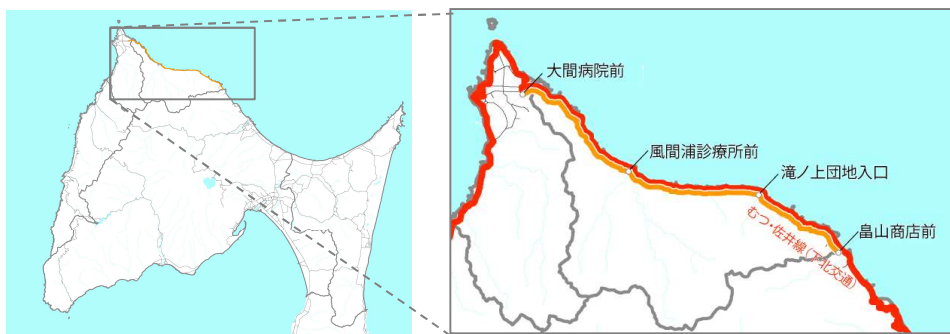 大間病院前
風間浦診療所前
滝ノ上団地入口
畠山商店前
むつ・佐井線（下北交通）